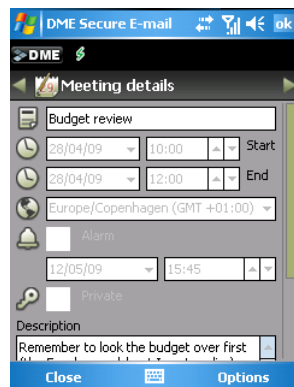 DME Secure E-mail ok
DME
Meeting details
Budget review
28/04/09 10:00 Start
28/04/09 12:00 End
Europe/Copenhagen (GMT +01:00)
Alarm
12/05/09 15:45
Private
Description
Remember to look the budget over first
Close Options